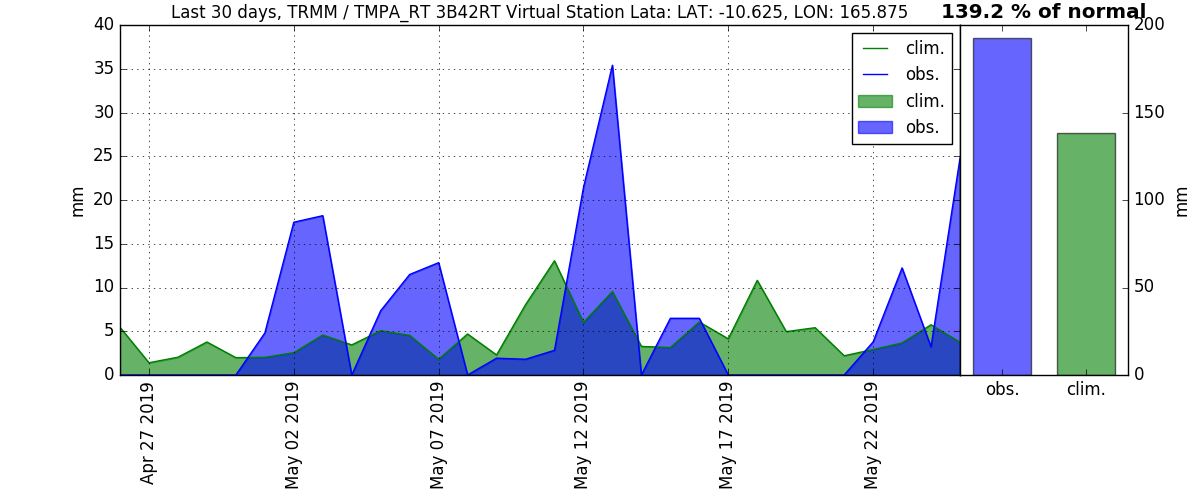 Last 30 days, TRMM / TMPA_RT 3B42RT Virtual Station Lata: LAT: -10.625, LON: 165.875
139.2 % of normal
40
35
30
25
20
15
10
5
0
mm
clim.
obs.
clim.
obs.
200
150
100
50
0
mm
Apr 27 2019
May 02 2019
May 07 2019
May 12 2019
May 17 2019
May 22 2019
obs.
clim.